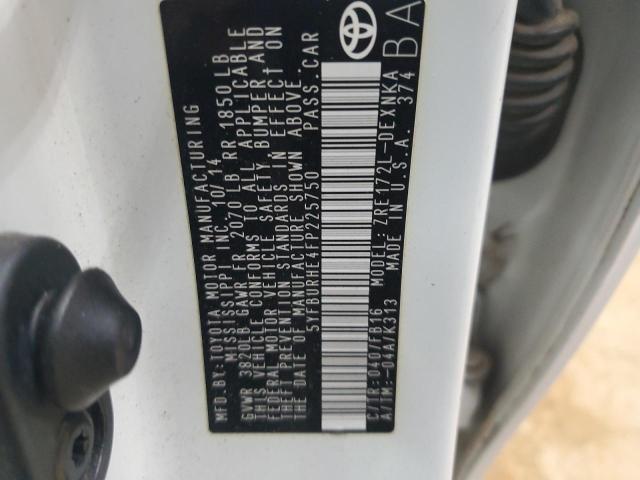 MFD. BY: TOYOTA MOTOR MANUFACTURING
MISSISSIPPI INC. 10/14
GVWR 3820LB GAWR FR 2070 LB RR 1850 LB
THIS VEHICLE CONFORMS TO ALL APPLICABLE
FEDERAL MOTOR VEHICLE SAFETY, BUMPER, AND
THEFT PREVENTION STANDARDS IN EFFECT ON
THE DATE OF MANUFACTURE SHOWN ABOVE.
5YFBURHE4FP225750 PASS. CAR
C/TR: 040/FB16 MODEL: ZRE172L-DEXNKA
A/TM: -04A/K313 MADE IN U.S.A. 374
BA